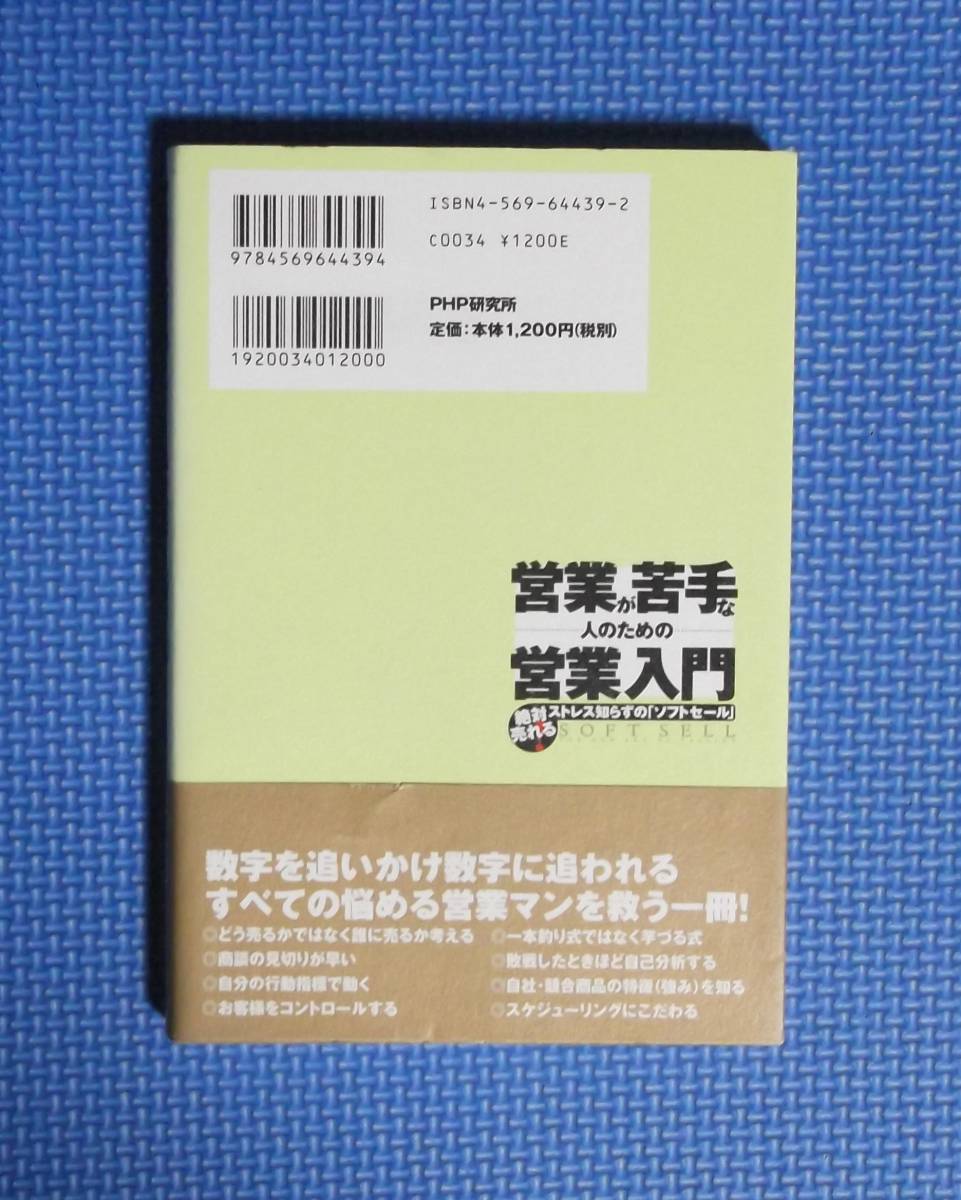 ISBN4-569-64439-2
C0034 ¥1200E
9784569644394
PHP研究所
定価:本体1,200円(税別)
1920034012000
営業が苦手な
人のための
営業入門
絶対
売れる!
ストレス知らずの「ソフトセール」
SOFT SELL
数字を追いかけ数字に追われる
すべての悩める営業マンを救う一冊!
◎どう売るかではなく誰に売るか考える
◎商談の見切りが早い
◎自分の行動指標で動く
◎お客様をコントロールする
◎一本釣り式ではなく芋づる式
◎敗戦したときほど自己分析する
◎自社・競合商品の特徴(強み)を知る
◎スケジューリングにこだわる